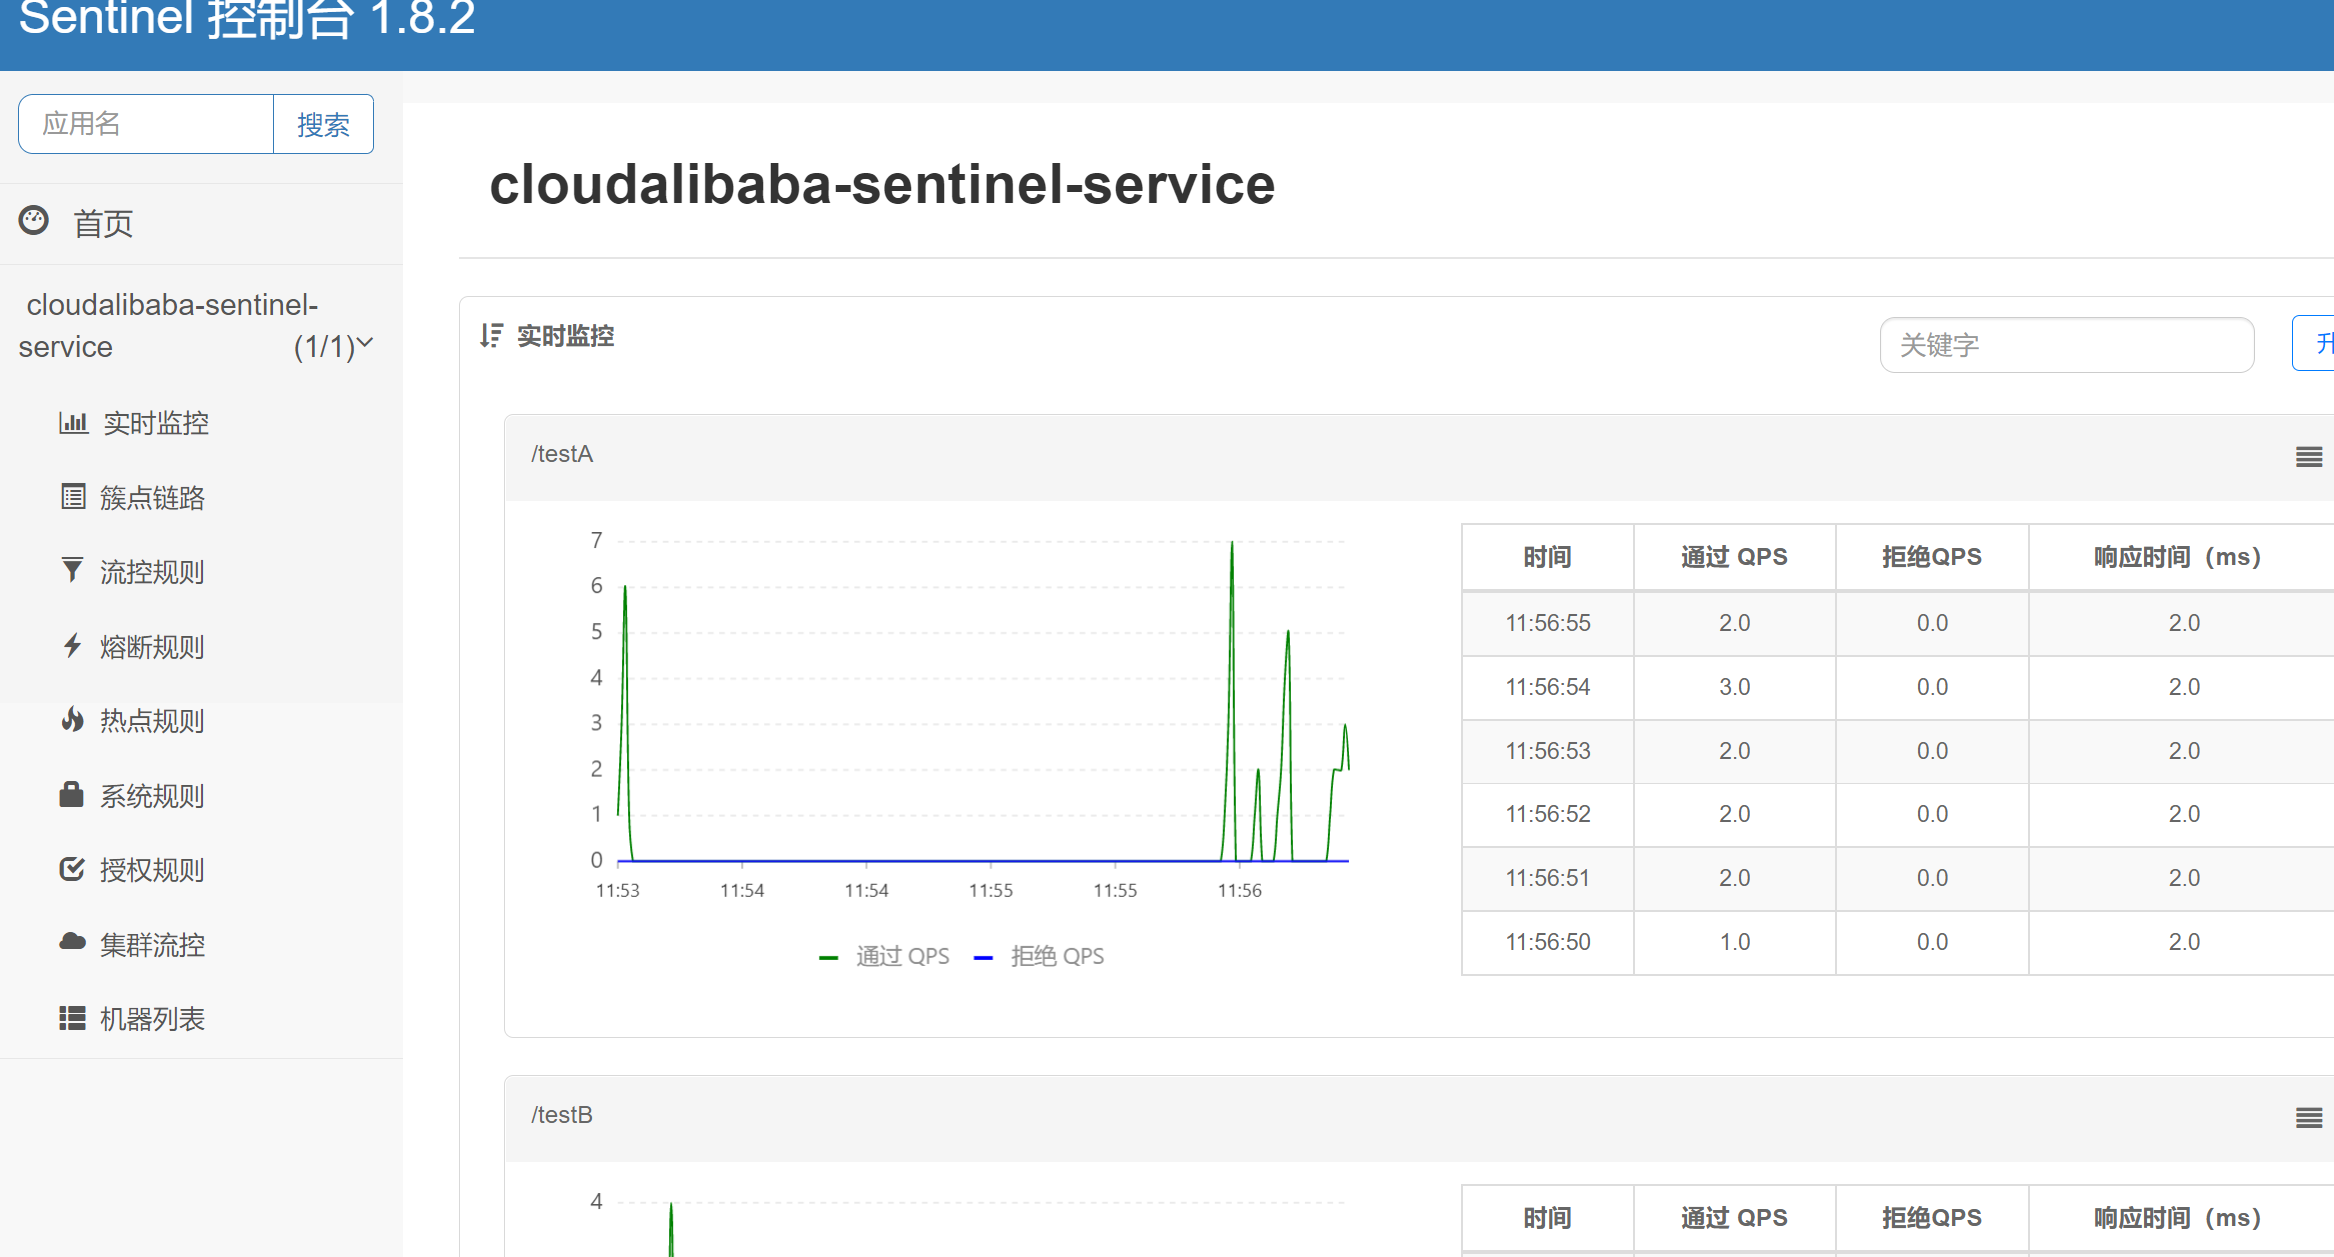 Sentinel 控制台 1.8.2
应用名
搜索
首页
cloudalibaba-sentinel-
service (1/1)
实时监控
簇点链路
流控规则
熔断规则
热点规则
系统规则
授权规则
集群流控
机器列表
cloudalibaba-sentinel-service
实时监控
关键字
/testA
7
6
5
4
3
2
1
0
11:53 11:54 11:54 11:55 11:55 11:56
通过 QPS 拒绝 QPS
时间 通过 QPS 拒绝QPS 响应时间（ms）
11:56:55 2.0 0.0 2.0
11:56:54 3.0 0.0 2.0
11:56:53 2.0 0.0 2.0
11:56:52 2.0 0.0 2.0
11:56:51 2.0 0.0 2.0
11:56:50 1.0 0.0 2.0
/testB
4
时间 通过 QPS 拒绝QPS 响应时间（ms）